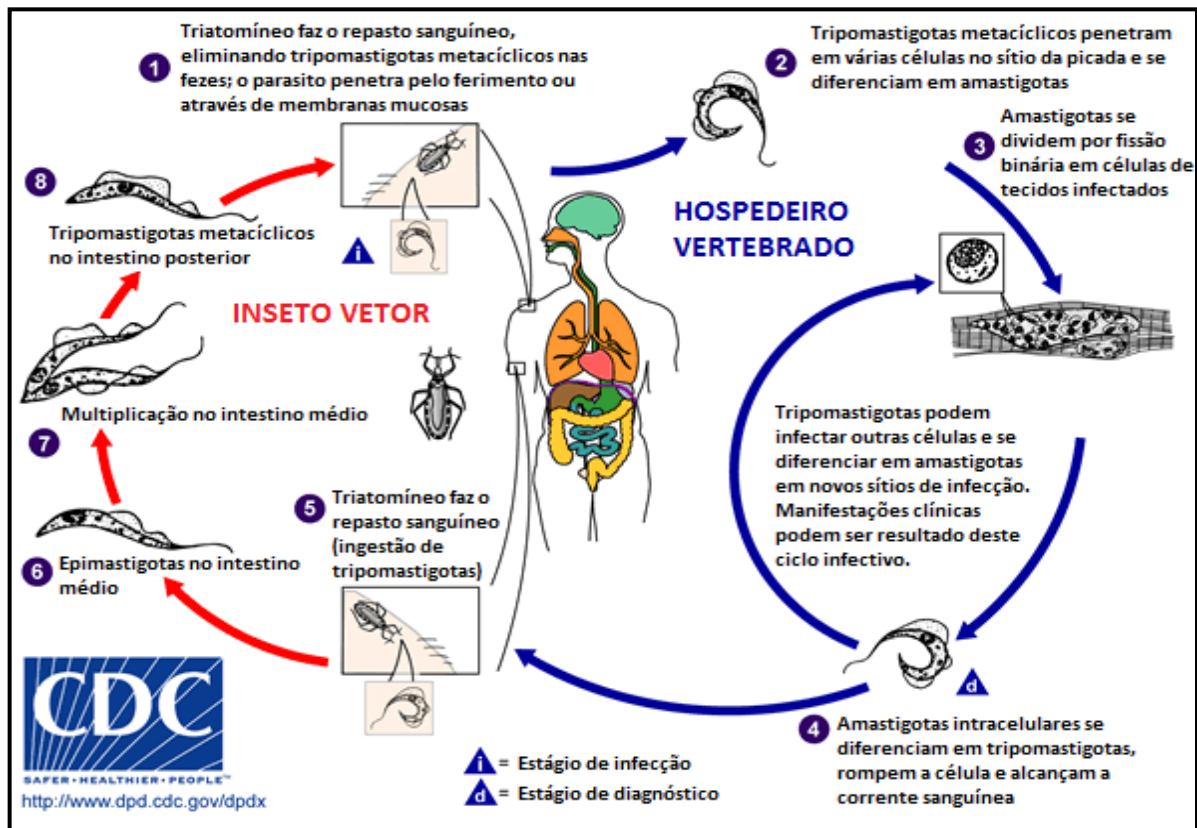 1
Triatomíneo faz o repasto sanguíneo,
eliminando tripomastigotas metacíclicos nas
fezes; o parasito penetra pelo ferimento ou
através de membranas mucosas
2
Tripomastigotas metacíclicos penetram
em várias células no sítio da picada e se
diferenciam em amastigotas
3
Amastigotas se
dividem por fissão
binária em células de
tecidos infectados
8
Tripomastigotas metacíclicos
no intestino posterior
i
HOSPEDEIRO
VERTEBRADO
INSETO VETOR
7
Multiplicação no intestino médio
Tripomastigotas podem
infectar outras células e se
diferenciar em amastigotas
em novos sítios de infecção.
Manifestações clínicas
podem ser resultado deste
ciclo infectivo.
5
Triatomíneo faz o
repasto sanguíneo
(ingestão de
tripomastigotas)
6
Epimastigotas no intestino
médio
d
4
Amastigotas intracelulares se
diferenciam em tripomastigotas,
rompem a célula e alcançam a
corrente sanguínea
CDC
SAFER·HEALTHIER·PEOPLE™
http://www.dpd.cdc.gov/dpdx
i = Estágio de infecção
d = Estágio de diagnóstico